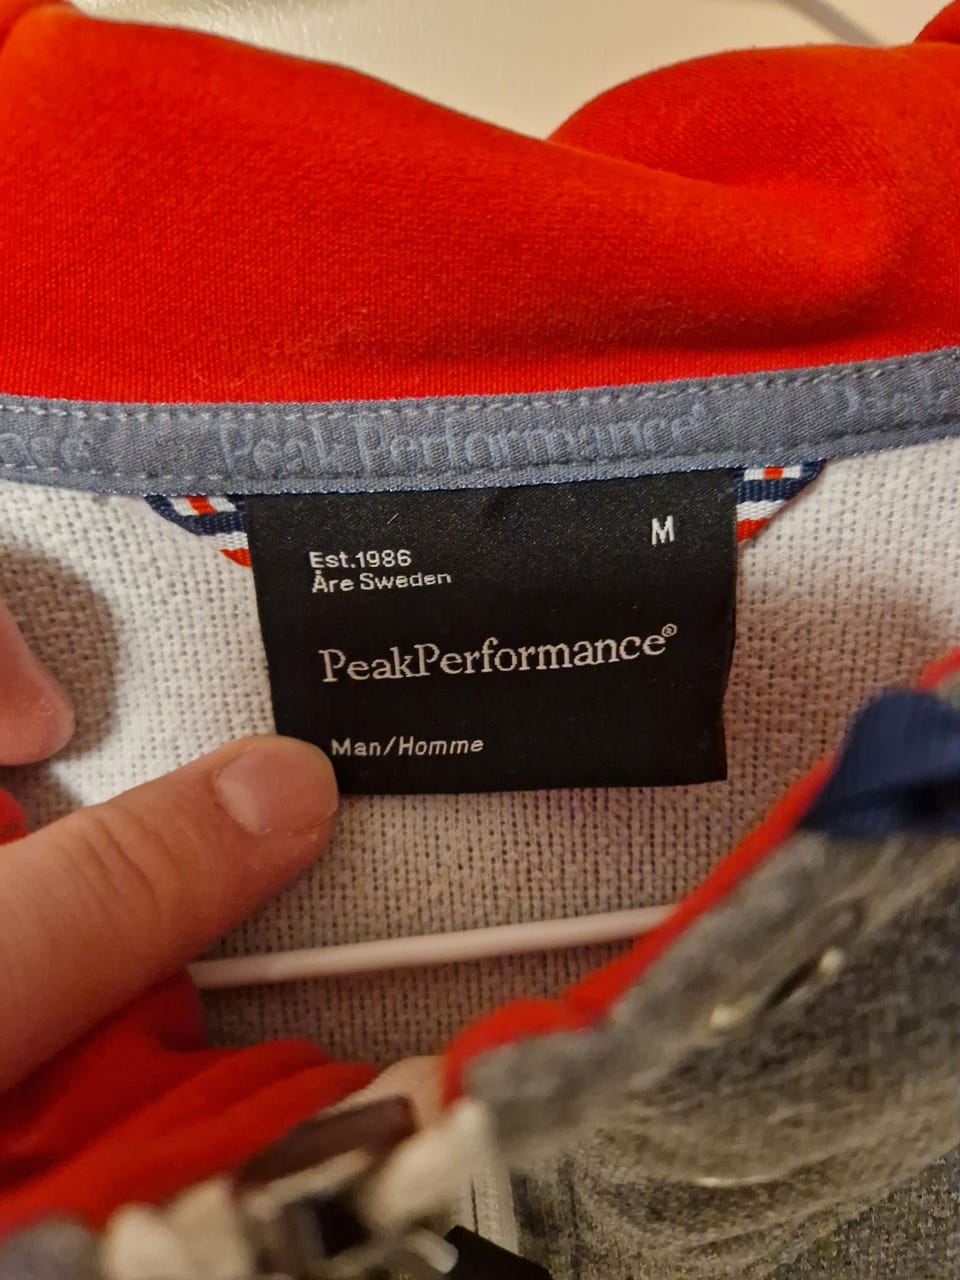 Peak Performance
M
Est.1986
Åre Sweden
PeakPerformance®
Man/Homme